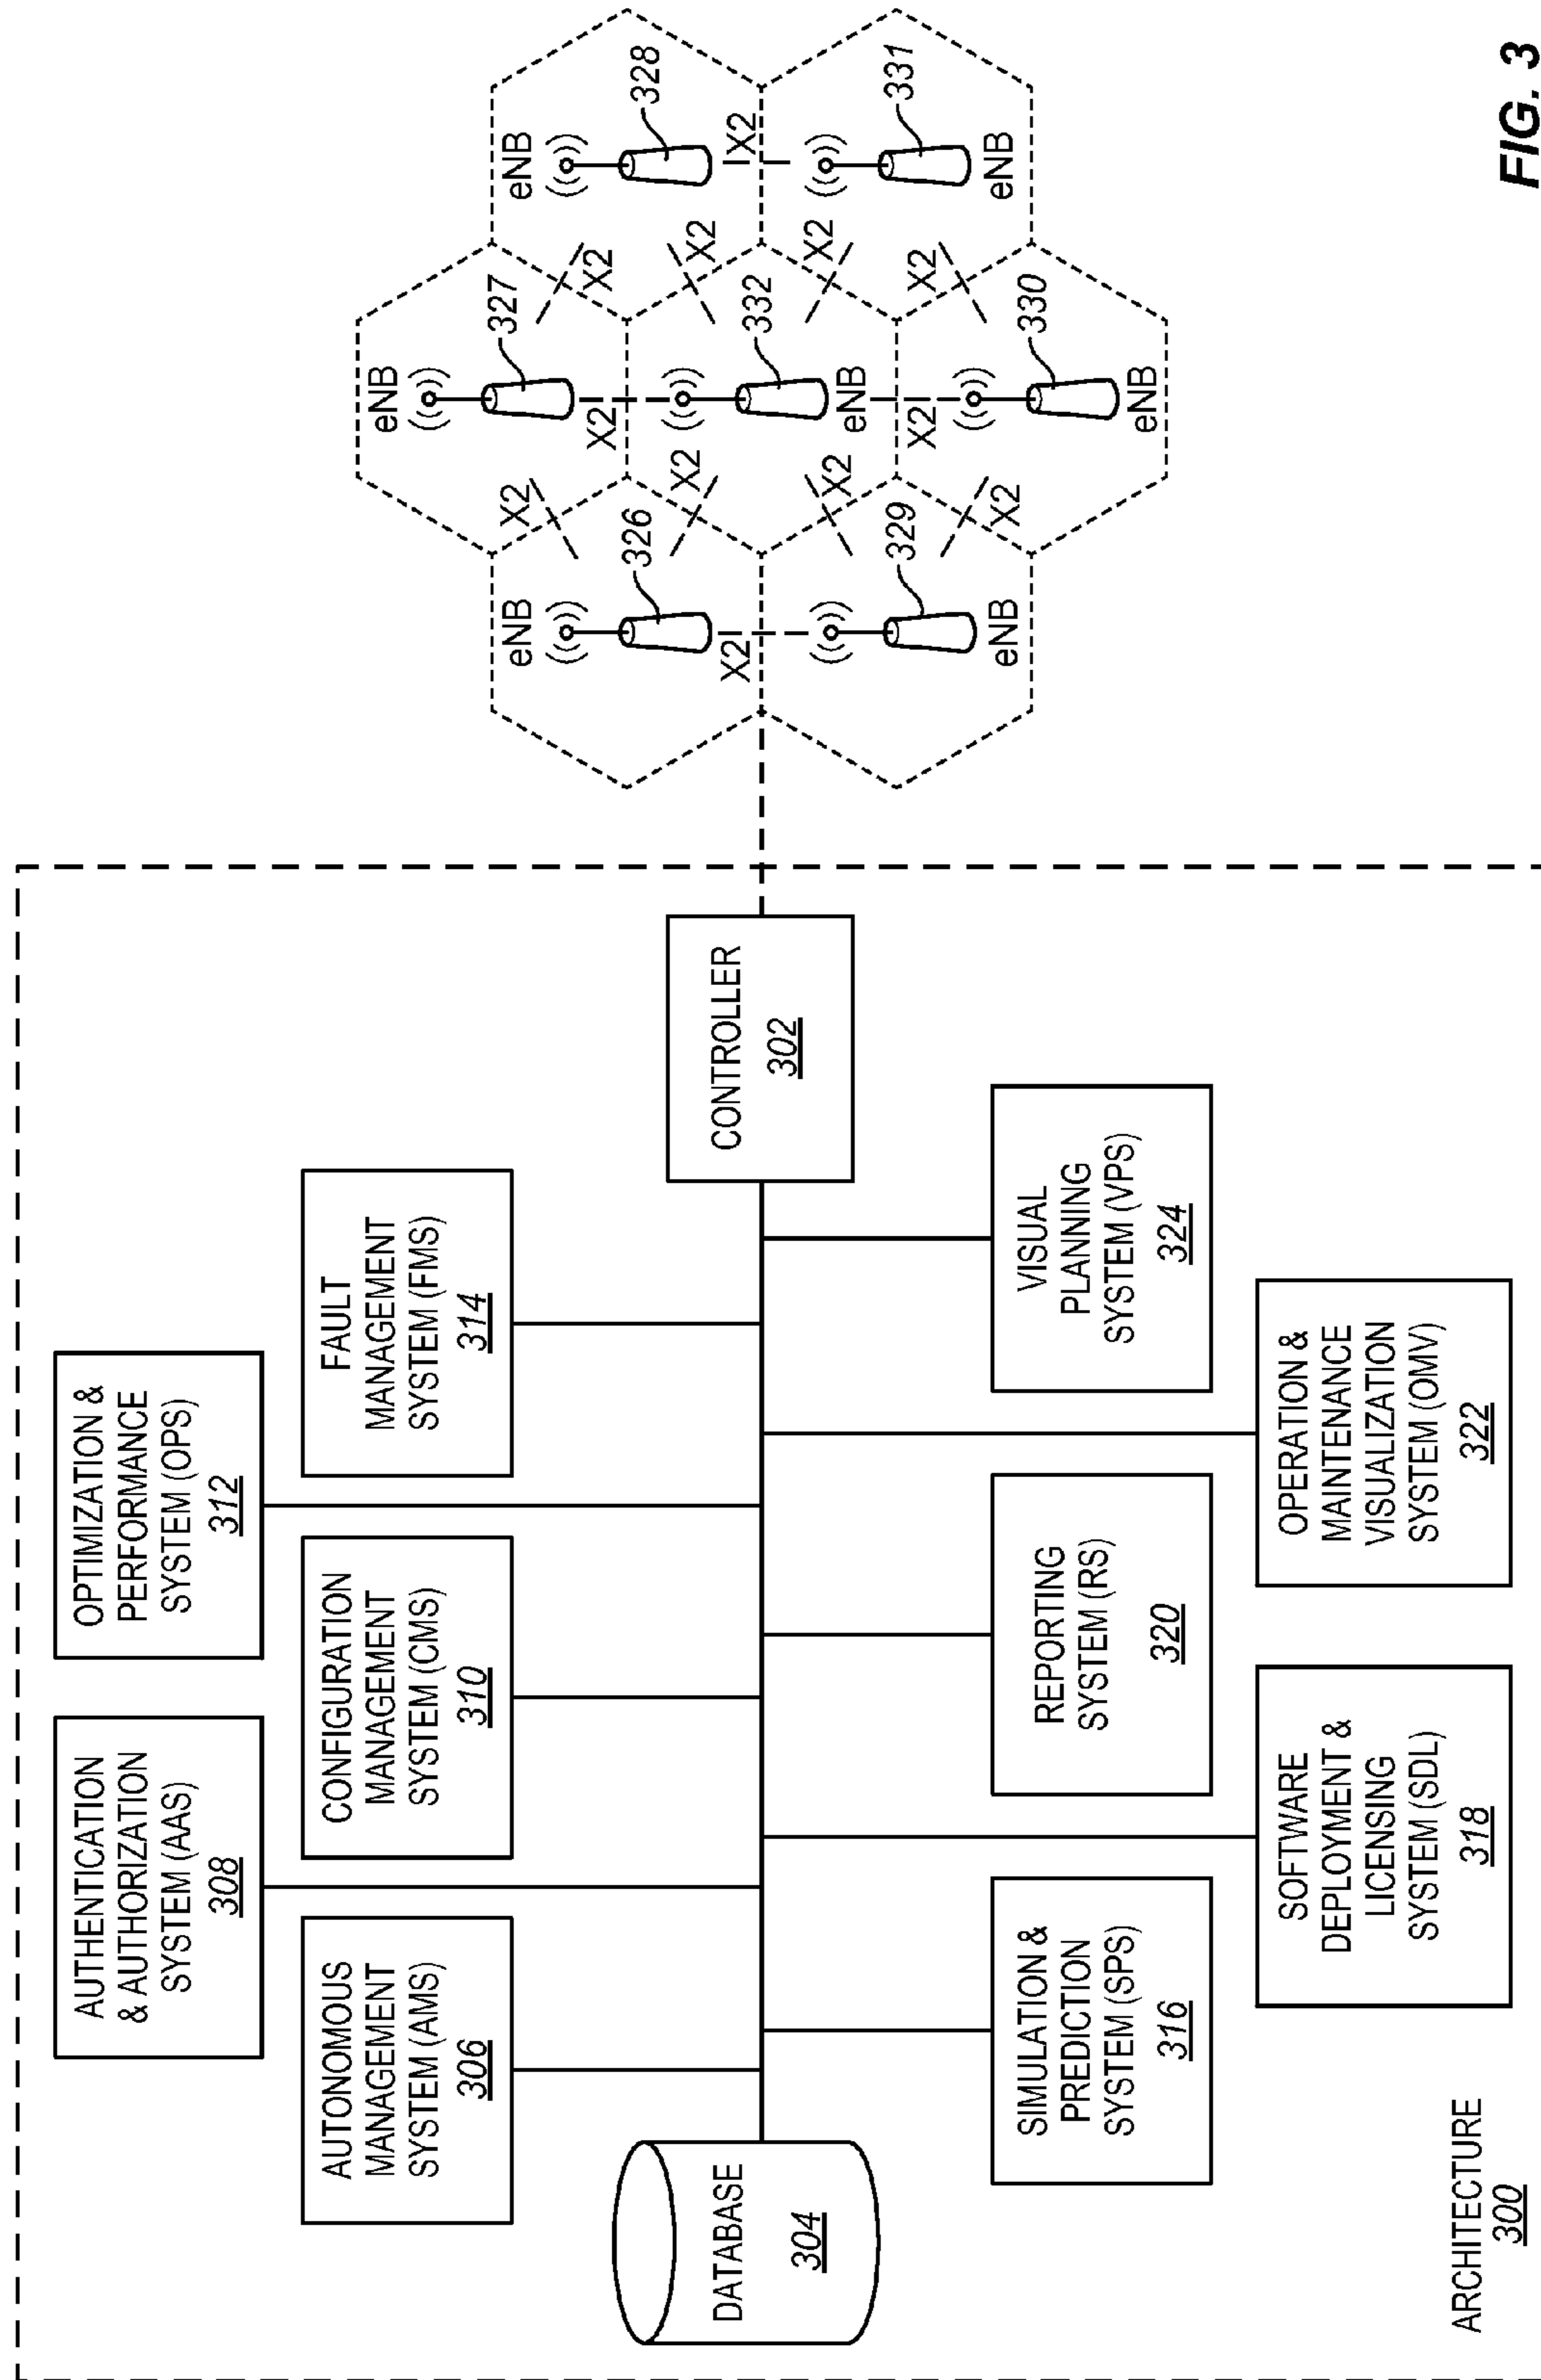 AUTHENTICATION
& AUTHORIZATION
SYSTEM (AAS)
308
OPTIMIZATION &
PERFORMANCE
SYSTEM (OPS)
312
AUTONOMOUS
MANAGEMENT
SYSTEM (AMS)
306
CONFIGURATION
MANAGEMENT
SYSTEM (CMS)
310
FAULT
MANAGEMENT
SYSTEM (FMS)
314
DATABASE
304
CONTROLLER
302
SIMULATION &
PREDICTION
SYSTEM (SPS)
316
REPORTING
SYSTEM (RS)
320
VISUAL
PLANNING
SYSTEM (VPS)
324
SOFTWARE
DEPLOYMENT &
LICENSING
SYSTEM (SDL)
318
OPERATION &
MAINTENANCE
VISUALIZATION
SYSTEM (OMV)
322
ARCHITECTURE
300
eNB
327
eNB
326
X2
X2
eNB
328
X2
X2
X2
X2
X2
332
eNB
X2
X2
X2
329
eNB
X2
X2
330
eNB
X2
331
eNB
FIG. 3